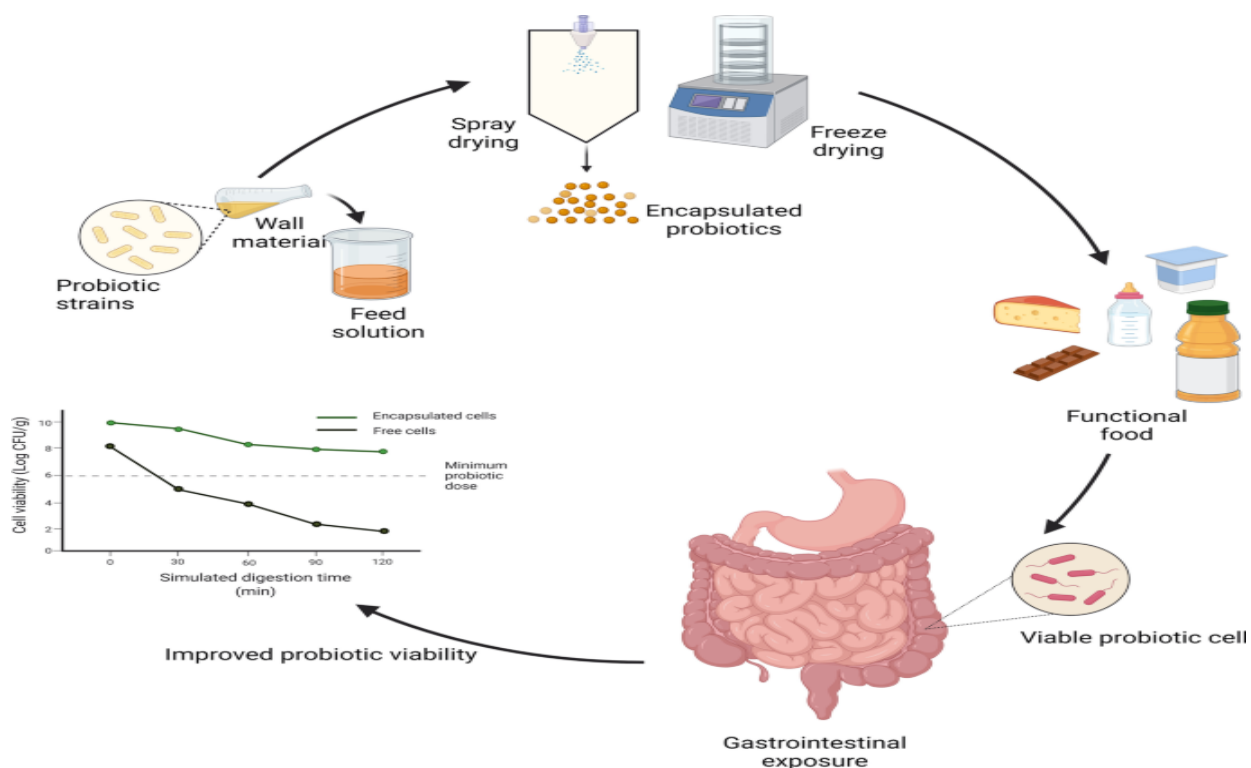 Spray
drying
Freeze
drying
Encapsulated
probiotics
Wall
material
Probiotic
strains
Feed
solution
Functional
food
Viable probiotic cell
Gastrointestinal
exposure
Improved probiotic viability
Encapsulated cells
Free cells
Minimum
probiotic
dose
Cell viability (Log CFU/g)
10
8
6
4
2
0
0 30 60 90 120
Simulated digestion time
(min)